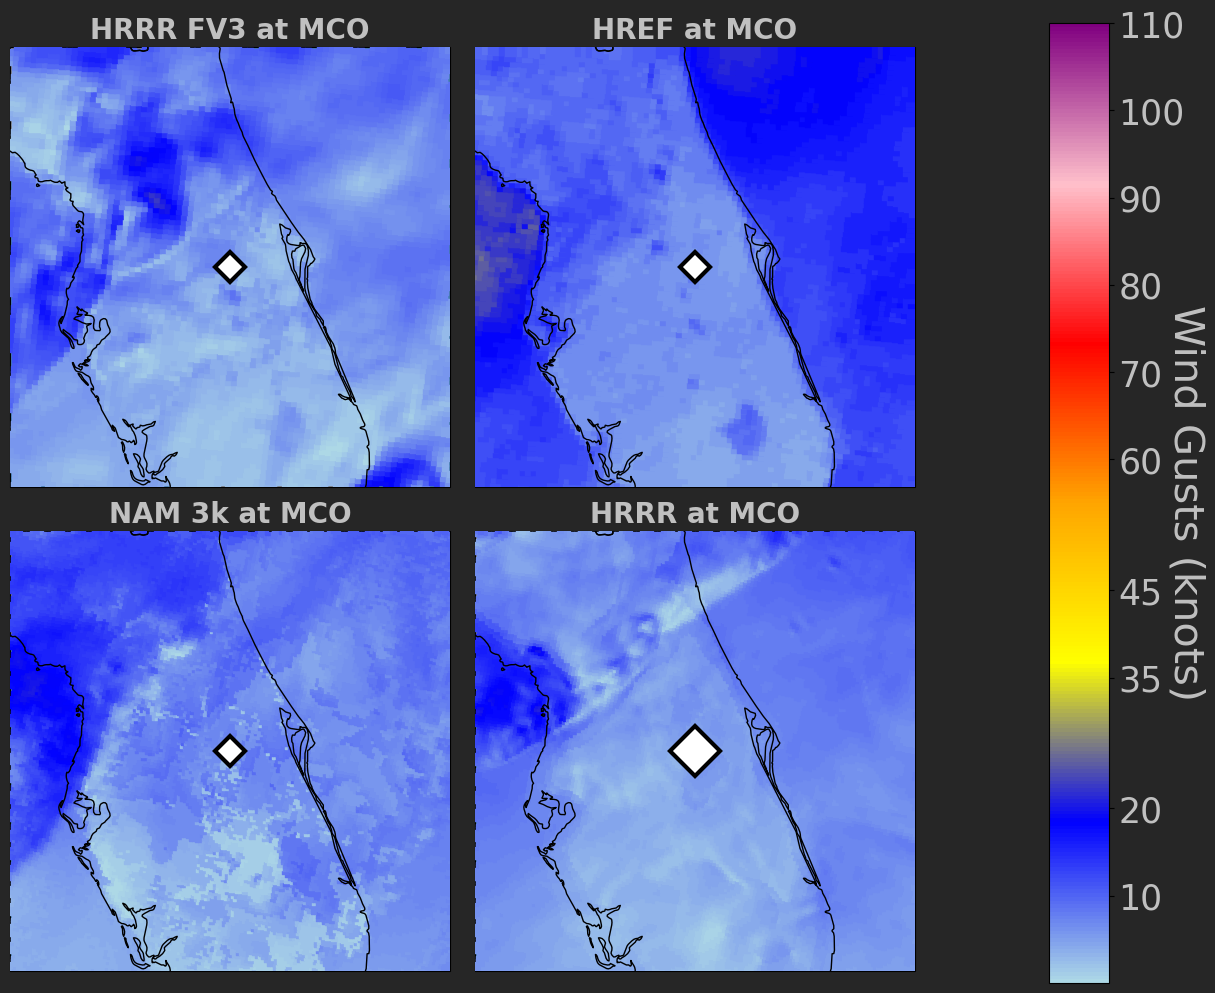 HRRR FV3 at MCO
HREF at MCO
NAM 3k at MCO
HRRR at MCO
110
100
90
80
70
60
45
35
20
10
Wind Gusts (knots)